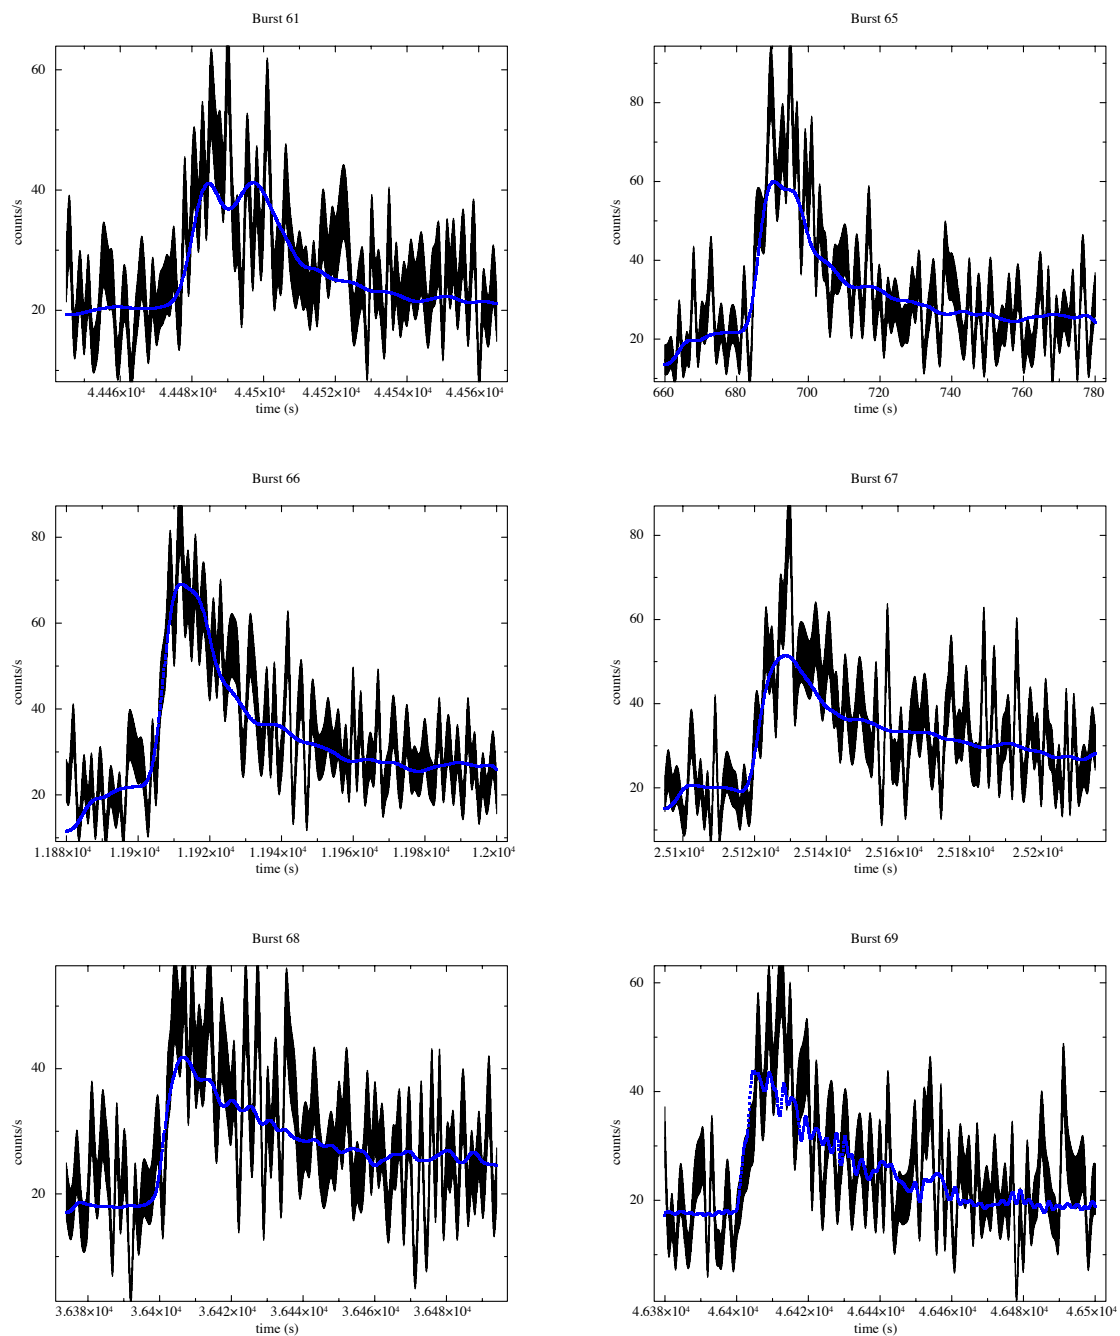 Burst 61
60
40
20
counts/s
4.446×10⁴ 4.448×10⁴ 4.45×10⁴ 4.452×10⁴ 4.454×10⁴ 4.456×10⁴
time (s)
Burst 65
80
60
40
20
counts/s
660 680 700 720 740 760 780
time (s)
Burst 66
80
60
40
20
counts/s
1.188×10⁴ 1.19×10⁴ 1.192×10⁴ 1.194×10⁴ 1.196×10⁴ 1.198×10⁴ 1.2×10⁴
time (s)
Burst 67
80
60
40
20
counts/s
2.51×10⁴ 2.512×10⁴ 2.514×10⁴ 2.516×10⁴ 2.518×10⁴ 2.52×10⁴
time (s)
Burst 68
40
20
counts/s
3.638×10⁴ 3.64×10⁴ 3.642×10⁴ 3.644×10⁴ 3.646×10⁴ 3.648×10⁴
time (s)
Burst 69
60
40
20
counts/s
4.638×10⁴ 4.64×10⁴ 4.642×10⁴ 4.644×10⁴ 4.646×10⁴ 4.648×10⁴ 4.65×10⁴
time (s)